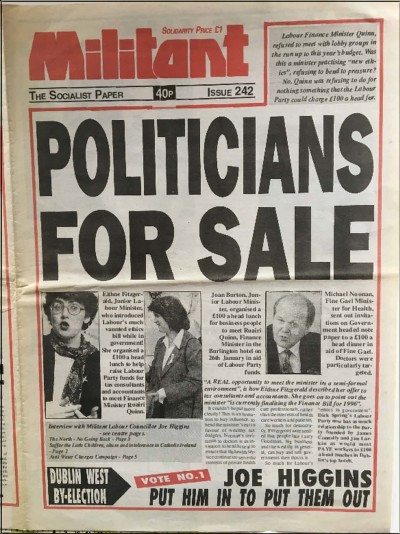 SOLIDARITY PRICE £1
Militant
THE SOCIALIST PAPER
40P
ISSUE 242
Labour Finance Minister Quinn,
refused to meet with lobby groups in
the run up to this year's budget. Was
this a minister practising "new eth-
ics", refusing to bend to pressure?
No. Quinn was refusing to do
nothing something that the Labour
Party could charge £100 a head for.
POLITICIANS
FOR SALE
Eithne Fitzger-
ald, Junior La-
bour Minister,
who introduced
Labour's much
vaunted ethics
bill while in
government!
She organised a
£100 a head
lunch to help
raise Labour
Party funds for
tax consultants
and accountants
to meet Finance
Minister Ruairi
Quinn.
Joan Burton, Jun-
ior Labour Minis-
ter, organised a
£100 a head lunch
for business people
to meet Ruairi
Quinn, Finance
Minister in the
Burlington hotel on
26th January in aid
of Labour Party
funds.
Michael Noonan,
Fine Gael Minis-
ter for Health,
sent out invita-
tions on Govern-
ment headed note
paper to a £100 a
head dinner in
aid of Fine Gael.
Doctors were
particularly tar-
geted.
"A REAL opportunity to meet the minister in a semi-formal
environment", is how Eithne Fitzgerald described her offer to
tax consultants and accountants. She went on to point out the
minister "is currently finalising the Finance Bill for 1996".
Interview with Militant Labour Councillor Joe Higgins
- see centre pages
The North - No Going Back - Page 3
Suffer the Little Children, abuse and violence in Catholic Ireland
- Page 2
Anti Water Charges Campaign - Page 5
DUBLIN WEST
BY-ELECTION
VOTE NO.1
JOE HIGGINS
PUT HIM IN TO PUT THEM OUT